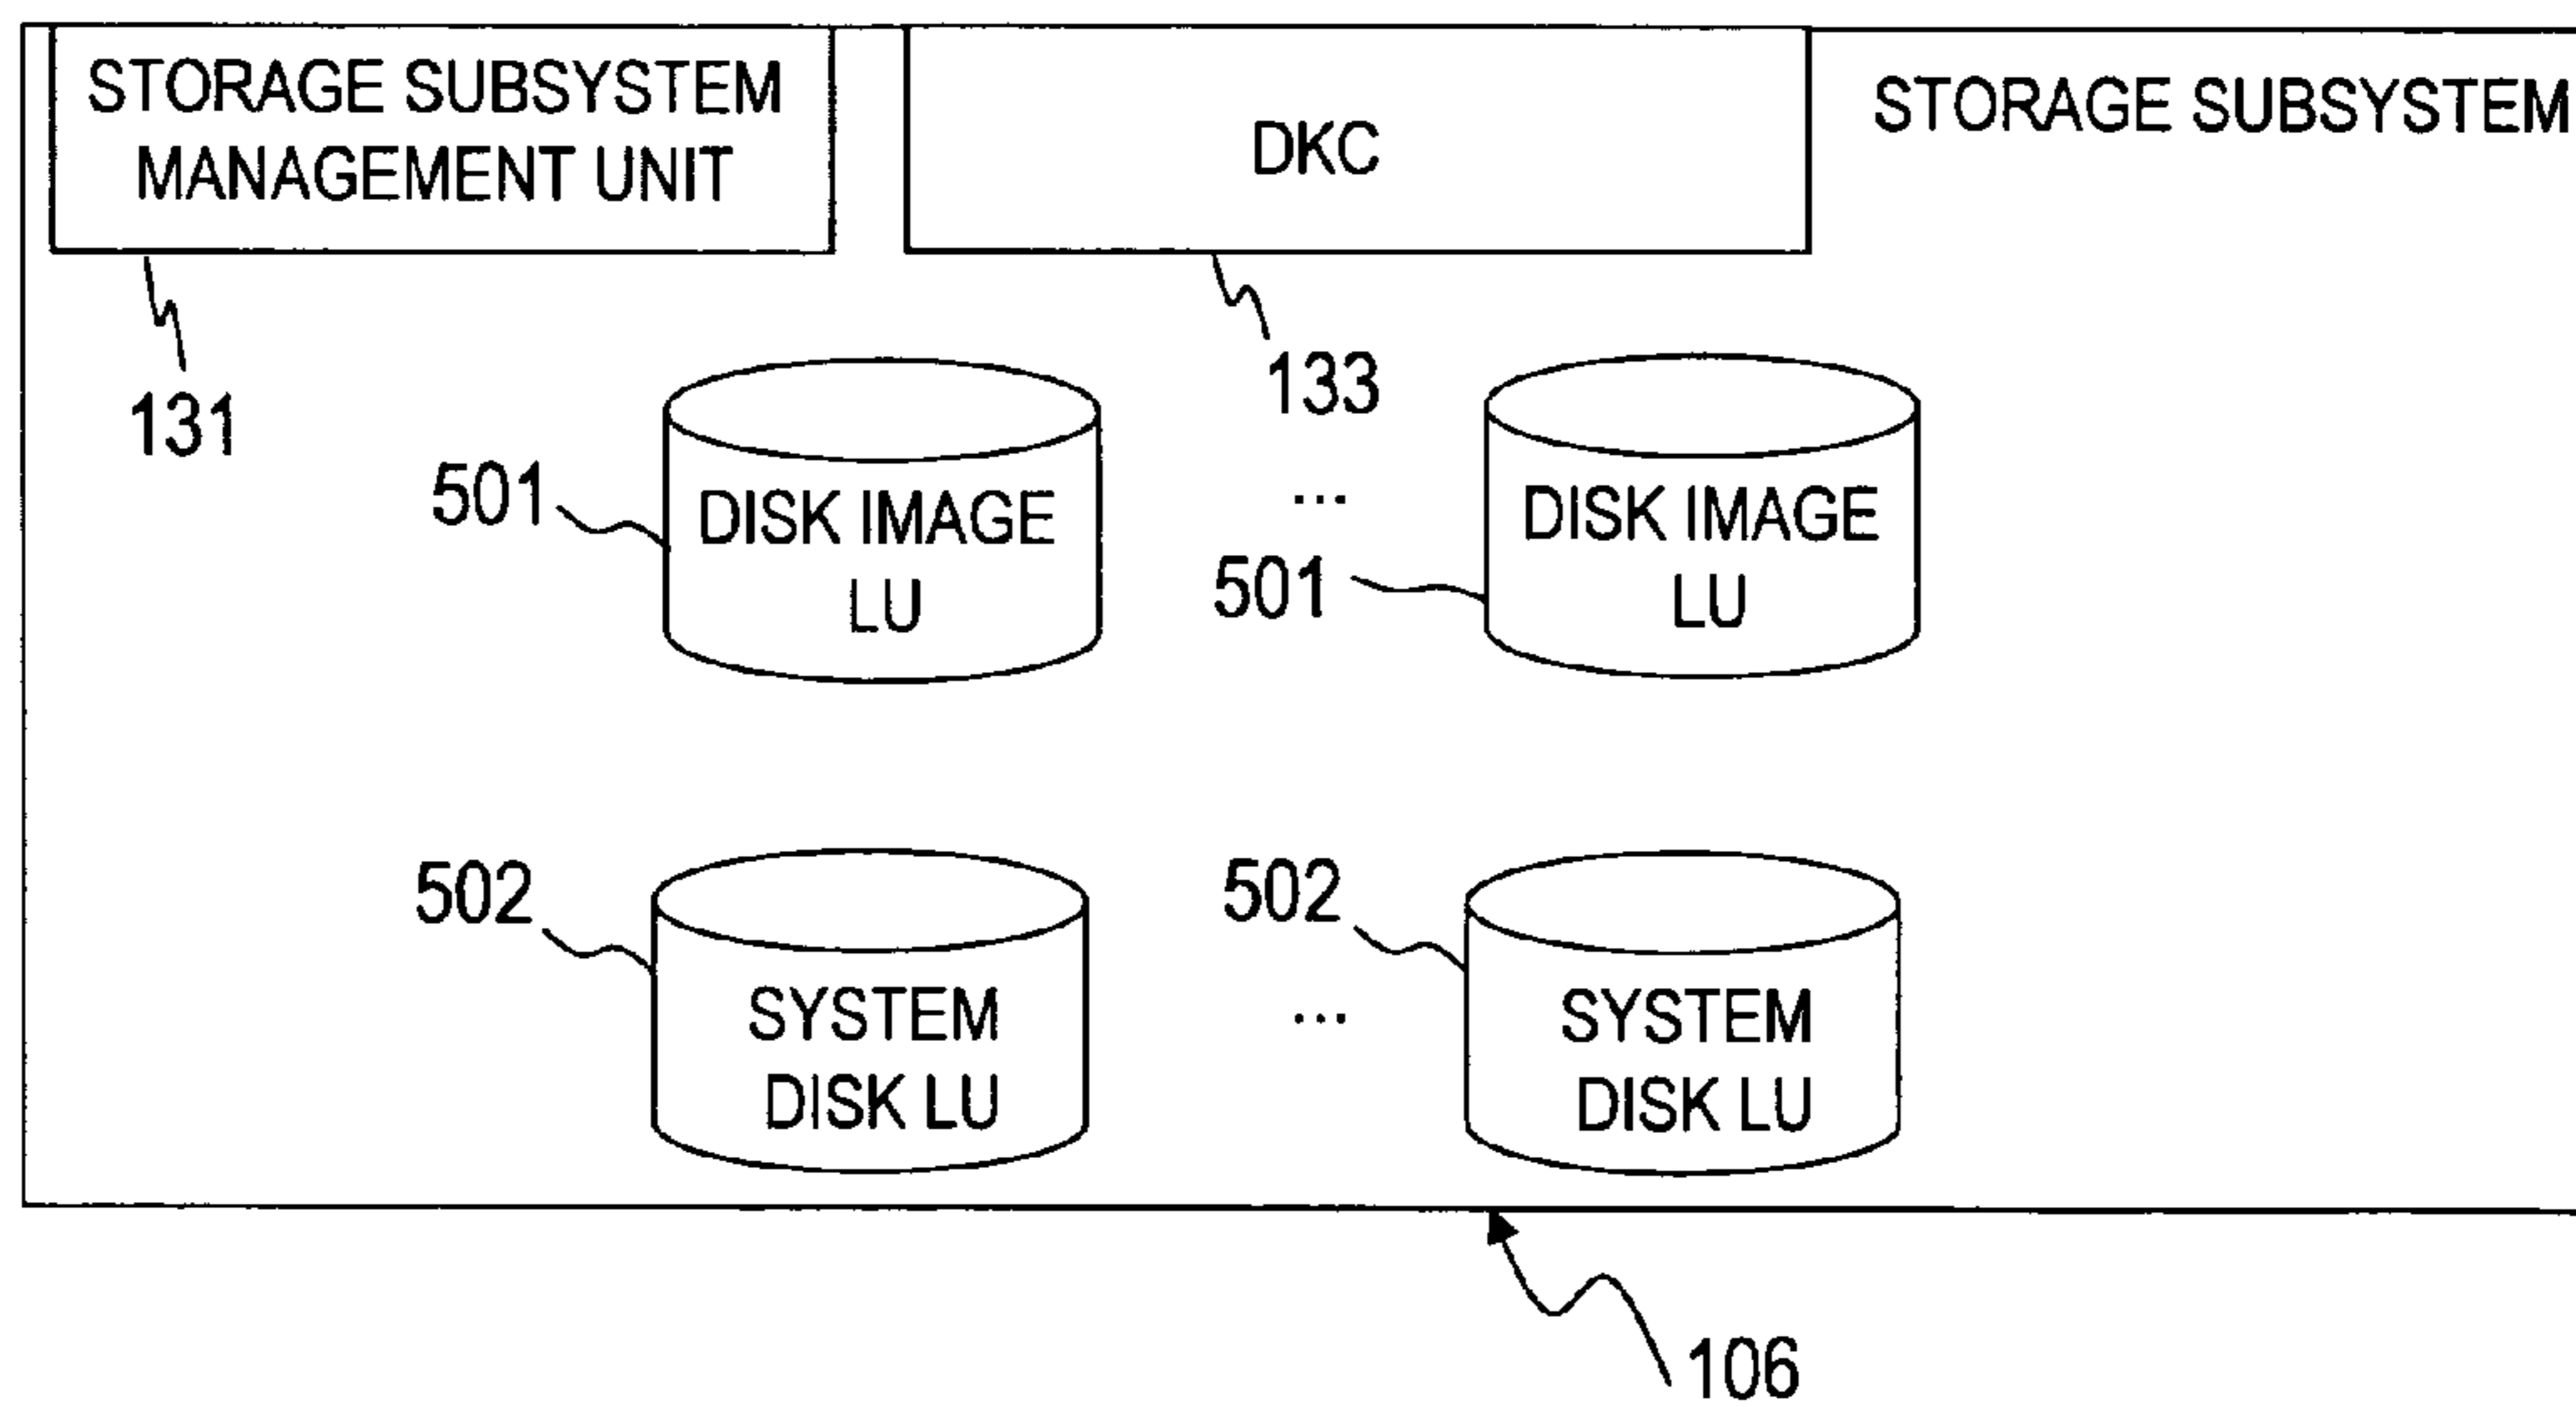 STORAGE SUBSYSTEM
MANAGEMENT UNIT
DKC
STORAGE SUBSYSTEM
131
133
501
DISK IMAGE
LU
...
501
DISK IMAGE
LU
502
SYSTEM
DISK LU
...
502
SYSTEM
DISK LU
106